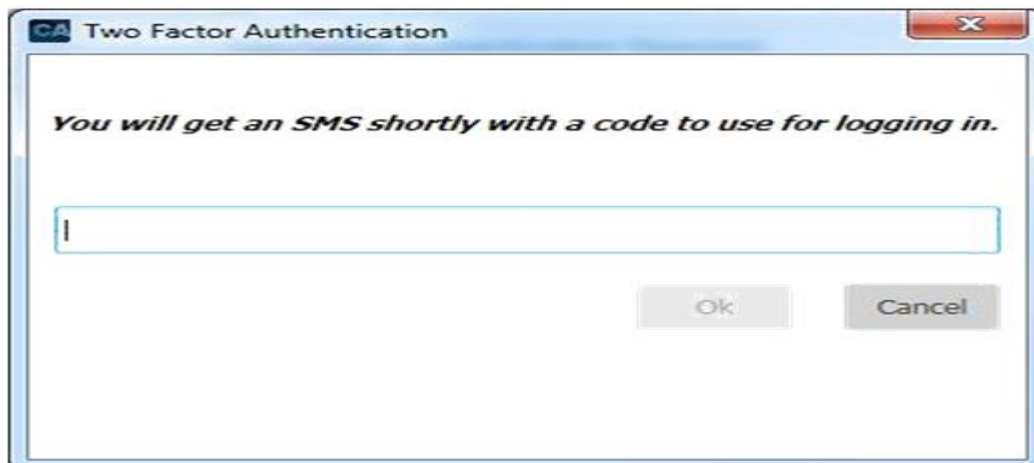 CA Two Factor Authentication
You will get an SMS shortly with a code to use for logging in.
Ok Cancel